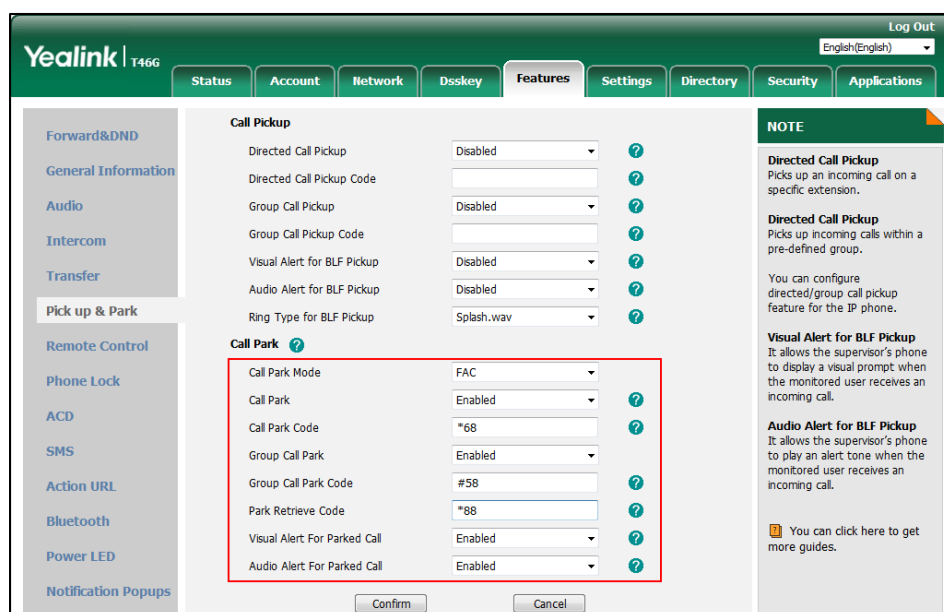 Log Out
English(English)
Yealink | T46G
Status Account Network Dsskey Features Settings Directory Security Applications
Forward&DND
General Information
Audio
Intercom
Transfer
Pick up & Park
Remote Control
Phone Lock
ACD
SMS
Action URL
Bluetooth
Power LED
Notification Popups
Call Pickup
Directed Call Pickup Disabled ?
Directed Call Pickup Code ?
Group Call Pickup Disabled ?
Group Call Pickup Code ?
Visual Alert for BLF Pickup Disabled ?
Audio Alert for BLF Pickup Disabled ?
Ring Type for BLF Pickup Splash.wav ?
Call Park ?
Call Park Mode FAC
Call Park Enabled ?
Call Park Code *68 ?
Group Call Park Enabled
Group Call Park Code #58 ?
Park Retrieve Code *88 ?
Visual Alert For Parked Call Enabled ?
Audio Alert For Parked Call Enabled ?
Confirm Cancel
NOTE
Directed Call Pickup
Picks up an incoming call on a
specific extension.
Directed Call Pickup
Picks up incoming calls within a
pre-defined group.
You can configure
directed/group call pickup
feature for the IP phone.
Visual Alert for BLF Pickup
It allows the supervisor's phone
to display a visual prompt when
the monitored user receives an
incoming call.
Audio Alert for BLF Pickup
It allows the supervisor's phone
to play an alert tone when the
monitored user receives an
incoming call.
? You can click here to get
more guides.